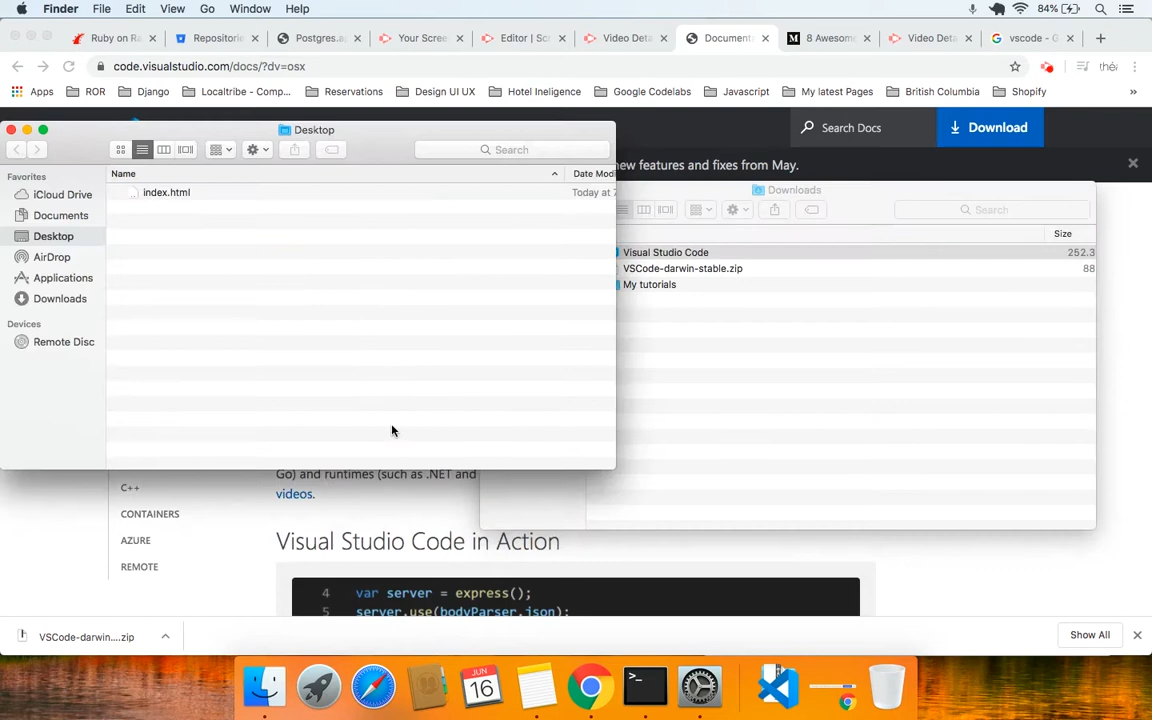 Finder File Edit View Go Window Help 84%
Ruby on Ra Repositorie Postgres.a Your Scree Editor | Sc Video Deta Document 8 Awesom Video Deta vscode - G
code.visualstudio.com/docs/?dv=osx thé
Apps ROR Django Localtribe - Comp... Reservations Design UI UX Hotel Ineligence Google Codelabs Javascript My latest Pages British Columbia Shopify »
Search Docs Download
new features and fixes from May.
Desktop
Search
Name Date Modi
Favorites
iCloud Drive
Documents
Desktop
AirDrop
Applications
Downloads
Devices
Remote Disc
index.html Today at 7
Downloads
Search
Size
Visual Studio Code 252.3
VSCode-darwin-stable.zip 88
My tutorials
Go) and runtimes (such as .NET and
videos.
C++
CONTAINERS
AZURE
REMOTE
Visual Studio Code in Action
4 var server = express();
5 server.use(bodyParser.json);
VSCode-darwin....zip Show All
JUN
16
>_